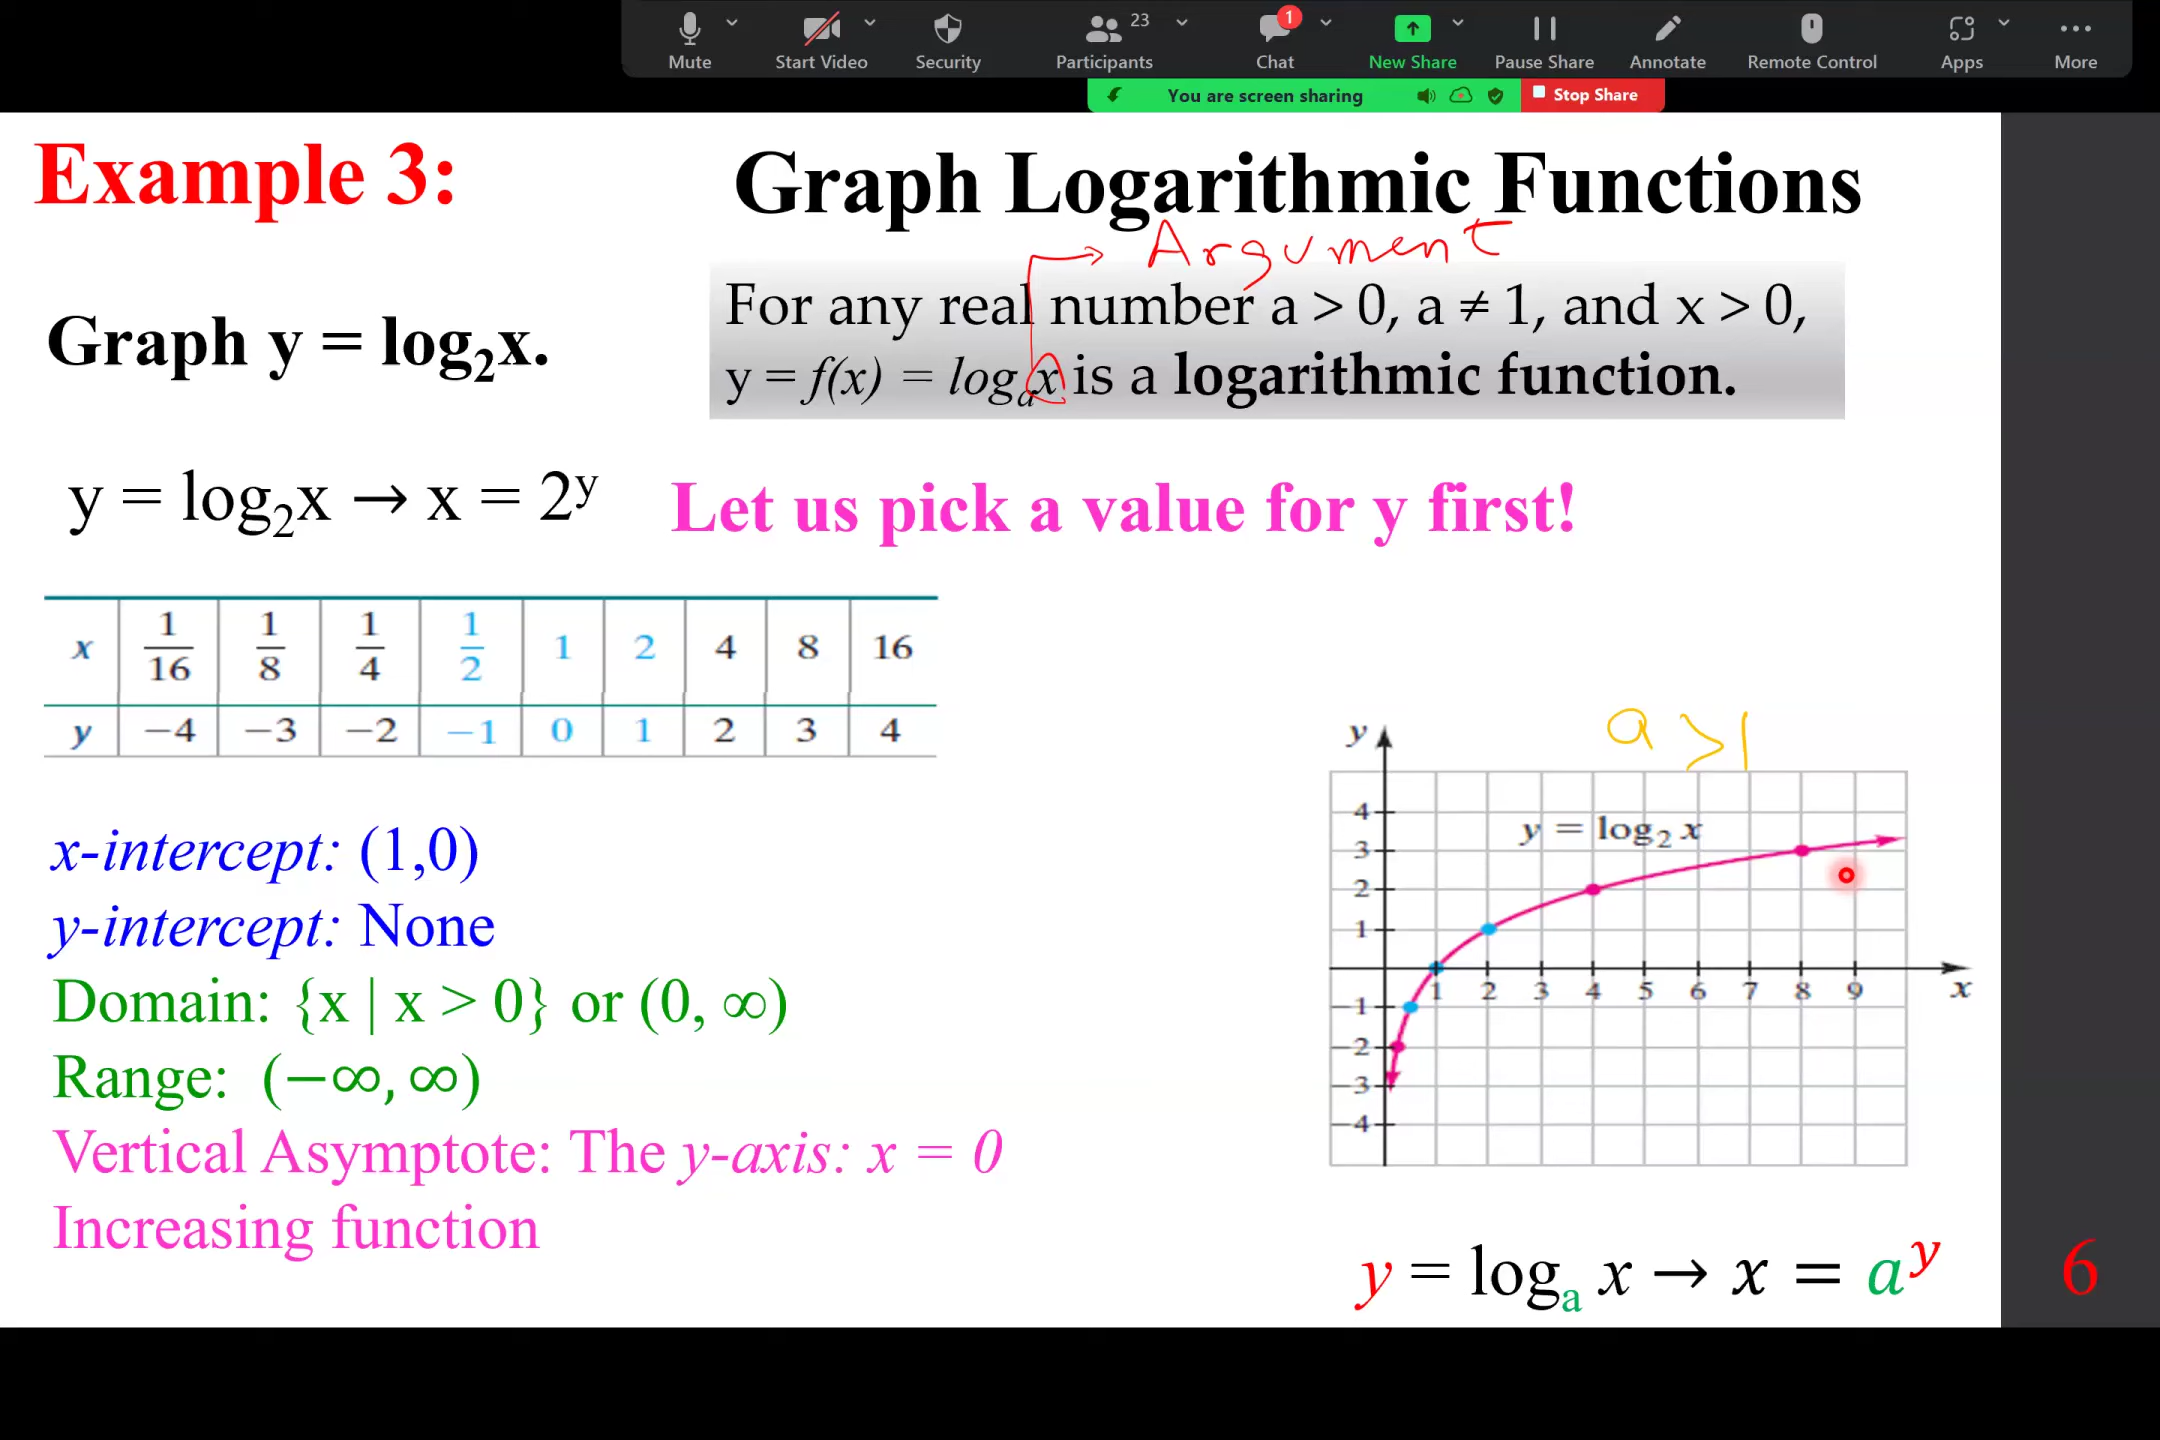 Mute Start Video Security Participants 23 Chat 1 New Share Pause Share Annotate Remote Control Apps More
You are screen sharing Stop Share
Example 3:
Graph Logarithmic Functions
Argument
For any real number a > 0, a ≠ 1, and x > 0,
y = f(x) = logₐx is a logarithmic function.
Graph y = log₂x.
y = log₂x → x = 2ʸ
Let us pick a value for y first!
x 1/16 1/8 1/4 1/2 1 2 4 8 16
y −4 −3 −2 −1 0 1 2 3 4
x-intercept: (1,0)
y-intercept: None
Domain: {x | x > 0} or (0, ∞)
Range: (−∞, ∞)
Vertical Asymptote: The y-axis: x = 0
Increasing function
a > 1
y
4
y = log₂ x
3
2
1
1 2 3 4 5 6 7 8 9 x
−1
−2
−3
−4
y = logₐ x → x = aʸ
6